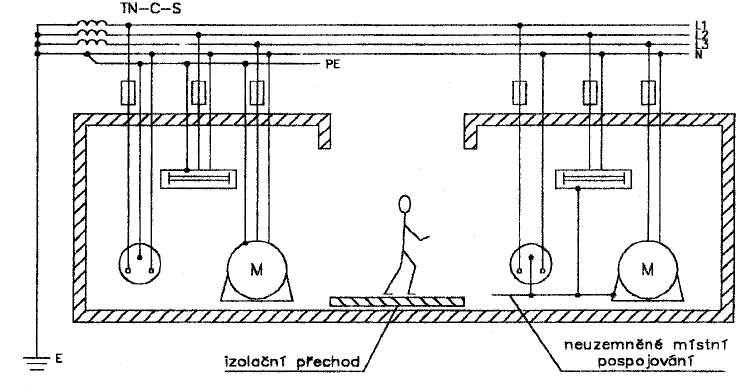 TN-C-S
L1
L2
L3
N
PE
M
M
E
izolační přechod
neuzemněné místní
pospojování